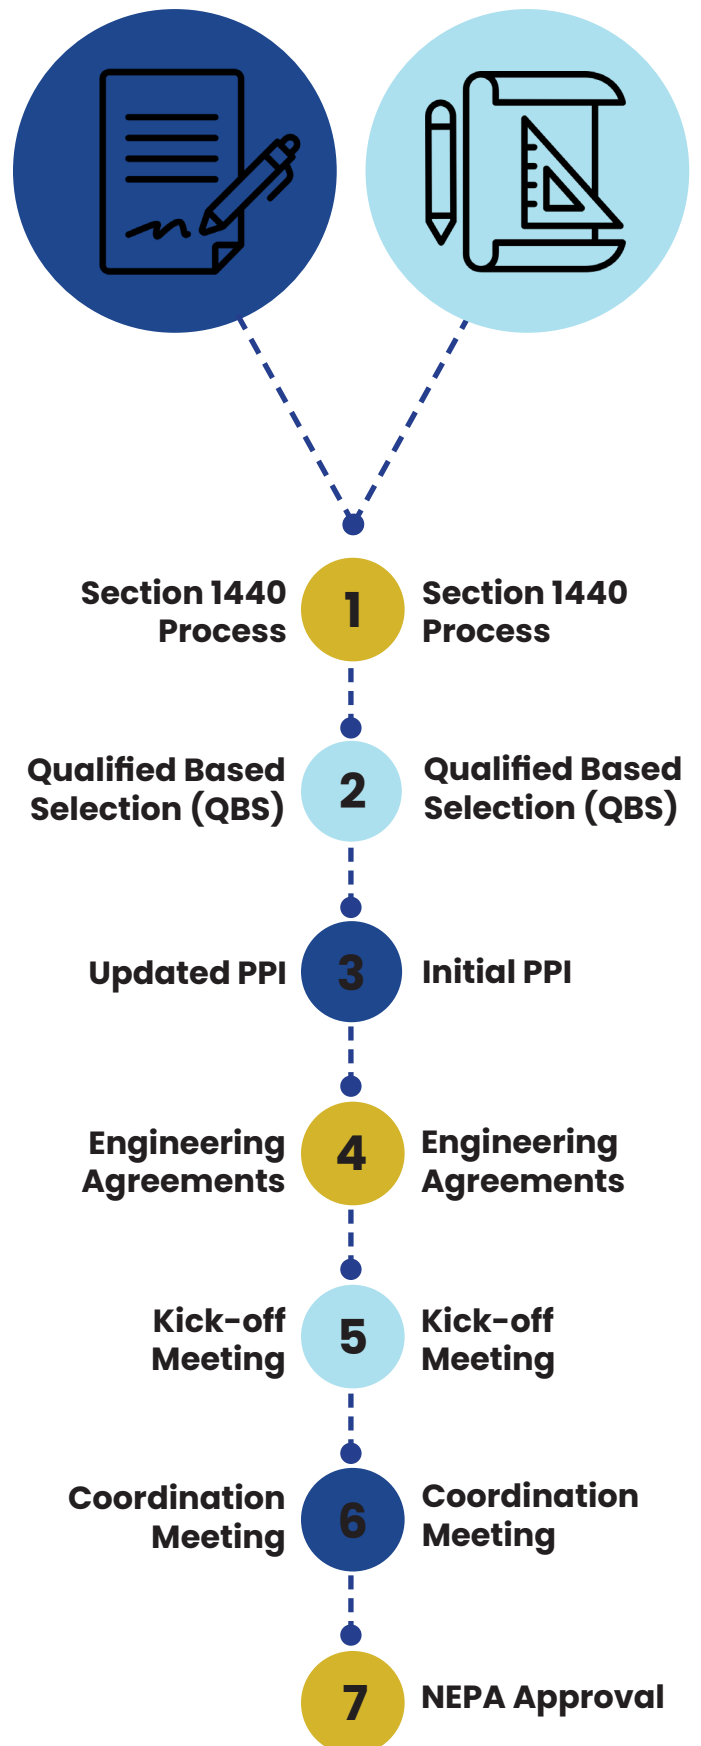 Section 1440
Process
1
Section 1440
Process
Qualified Based
Selection (QBS)
2
Qualified Based
Selection (QBS)
Updated PPI
3
Initial PPI
Engineering
Agreements
4
Engineering
Agreements
Kick-off
Meeting
5
Kick-off
Meeting
Coordination
Meeting
6
Coordination
Meeting
7
NEPA Approval